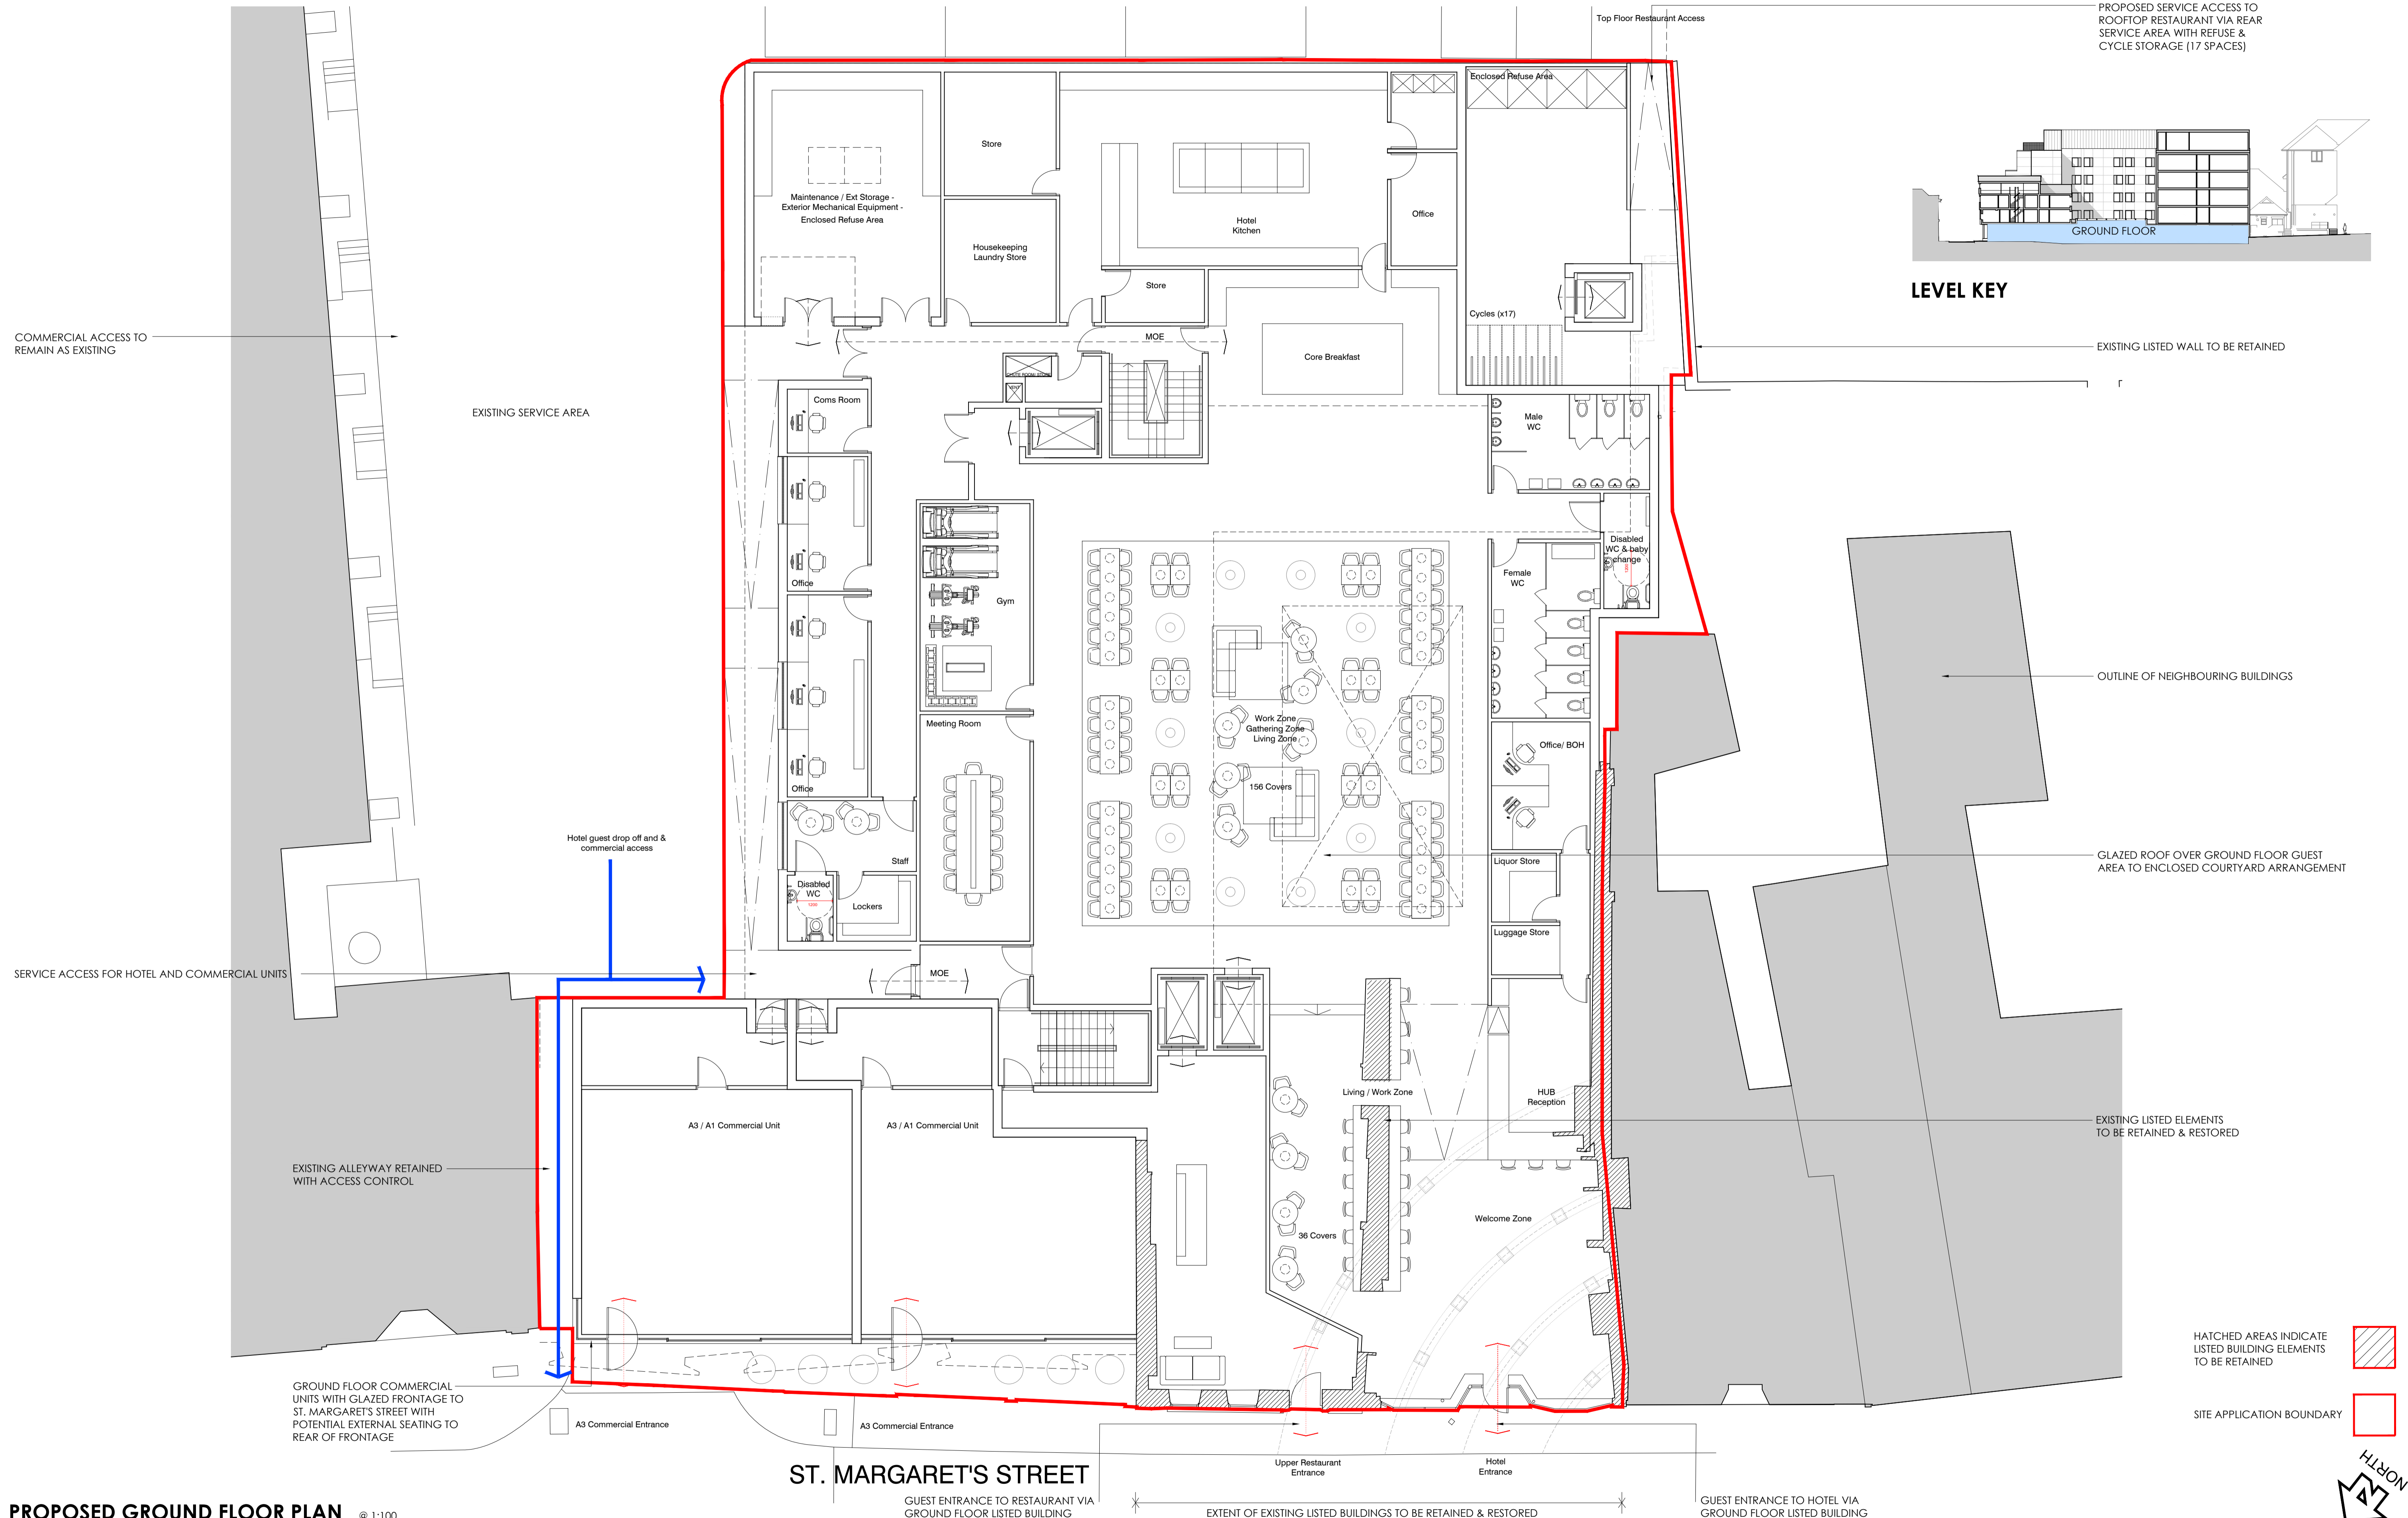 Top Floor Restaurant Access
PROPOSED SERVICE ACCESS TO
ROOFTOP RESTAURANT VIA REAR
SERVICE AREA WITH REFUSE &
CYCLE STORAGE (17 SPACES)
Enclosed Refuse Area
Store
Maintenance / Ext Storage -
Exterior Mechanical Equipment -
Enclosed Refuse Area
Hotel
Kitchen
Office
Housekeeping
Laundry Store
Store
GROUND FLOOR
LEVEL KEY
Cycles (x17)
COMMERCIAL ACCESS TO
REMAIN AS EXISTING
MOE
Core Breakfast
EXISTING LISTED WALL TO BE RETAINED
VENT
Coms Room
EXISTING SERVICE AREA
Male
WC
Office
Gym
Female
WC
Disabled
WC & baby
change
1200
OUTLINE OF NEIGHBOURING BUILDINGS
Meeting Room
Work Zone
Gathering Zone
Living Zone
Office/ BOH
156 Covers
Office
Hotel guest drop off and &
commercial access
Staff
Liquor Store
GLAZED ROOF OVER GROUND FLOOR GUEST
AREA TO ENCLOSED COURTYARD ARRANGEMENT
Disabled
WC
1200
Lockers
Luggage Store
SERVICE ACCESS FOR HOTEL AND COMMERCIAL UNITS
MOE
Living / Work Zone
HUB
Reception
A3 / A1 Commercial Unit
A3 / A1 Commercial Unit
EXISTING LISTED ELEMENTS
TO BE RETAINED & RESTORED
EXISTING ALLEYWAY RETAINED
WITH ACCESS CONTROL
Welcome Zone
36 Covers
HATCHED AREAS INDICATE
LISTED BUILDING ELEMENTS
TO BE RETAINED
GROUND FLOOR COMMERCIAL
UNITS WITH GLAZED FRONTAGE TO
ST. MARGARET'S STREET WITH
POTENTIAL EXTERNAL SEATING TO
REAR OF FRONTAGE
A3 Commercial Entrance
A3 Commercial Entrance
SITE APPLICATION BOUNDARY
ST. MARGARET'S STREET
Upper Restaurant
Entrance
Hotel
Entrance
NORTH
N
GUEST ENTRANCE TO RESTAURANT VIA
GROUND FLOOR LISTED BUILDING
EXTENT OF EXISTING LISTED BUILDINGS TO BE RETAINED & RESTORED
GUEST ENTRANCE TO HOTEL VIA
GROUND FLOOR LISTED BUILDING
PROPOSED GROUND FLOOR PLAN @ 1:100